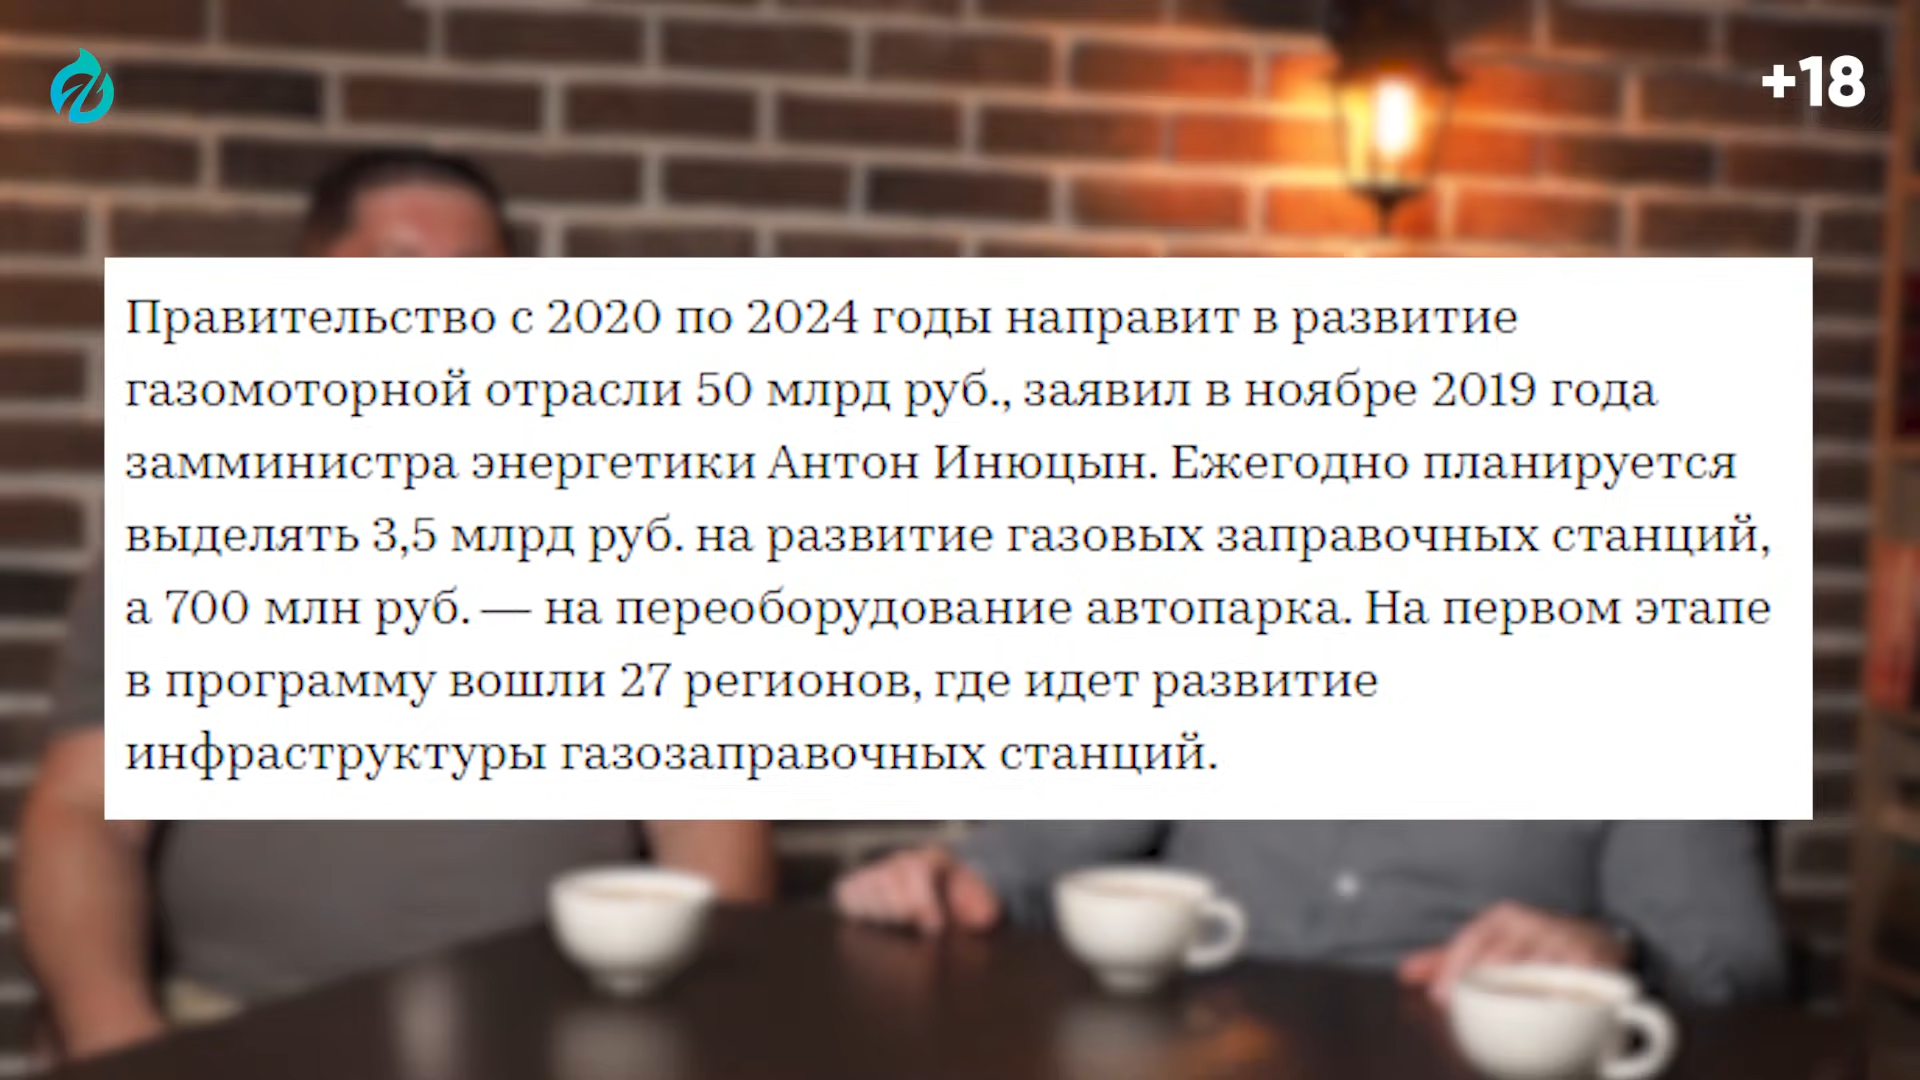 +18
Правительство с 2020 по 2024 годы направит в развитие
газомоторной отрасли 50 млрд руб., заявил в ноябре 2019 года
замминистра энергетики Антон Инюцын. Ежегодно планируется
выделять 3,5 млрд руб. на развитие газовых заправочных станций,
а 700 млн руб. — на переоборудование автопарка. На первом этапе
в программу вошли 27 регионов, где идет развитие
инфраструктуры газозаправочных станций.